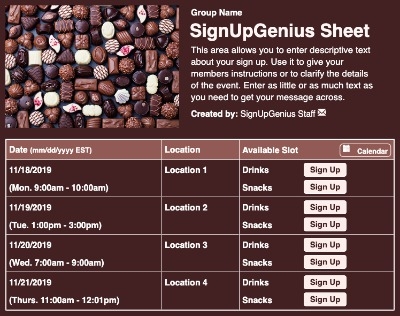 Group Name
SignUpGenius Sheet
This area allows you to enter descriptive text
about your sign up. Use it to give your
members instructions or to clarify the details
of the event. Enter as little or as much text as
you need to get your message across.
Created by: SignUpGenius Staff
Date (mm/dd/yyyy EST) Location Available Slot Calendar
11/18/2019 Location 1 Drinks Sign Up
(Mon. 9:00am - 10:00am) Snacks Sign Up
11/19/2019 Location 2 Drinks Sign Up
(Tue. 1:00pm - 3:00pm) Snacks Sign Up
11/20/2019 Location 3 Drinks Sign Up
(Wed. 7:00am - 9:00am) Snacks Sign Up
11/21/2019 Location 4 Drinks Sign Up
(Thurs. 11:00am - 12:01pm) Snacks Sign Up